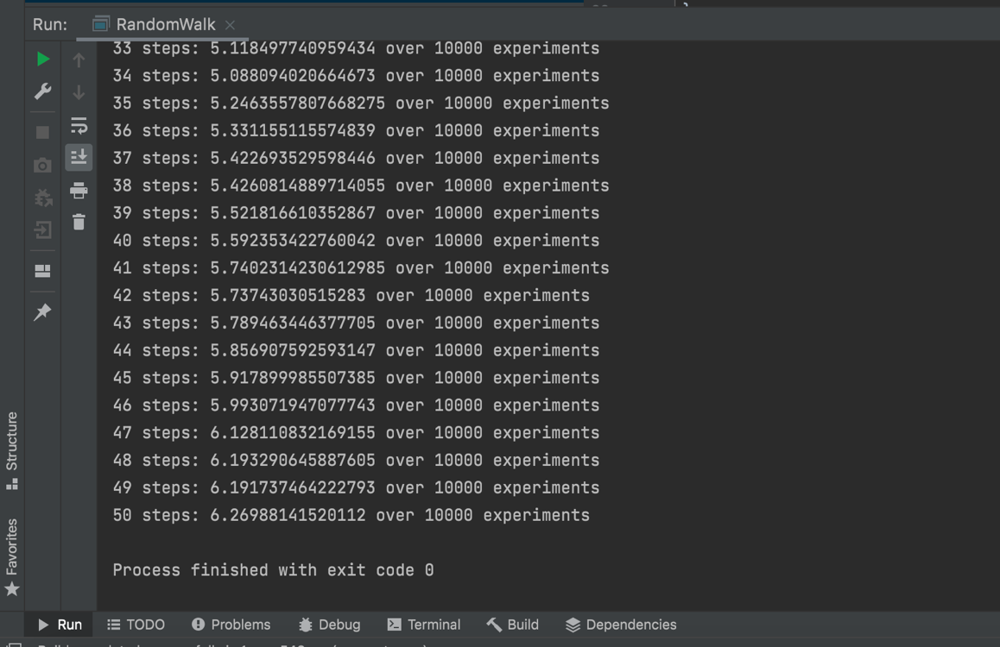 Run: RandomWalk
33 steps: 5.118497740959434 over 10000 experiments
34 steps: 5.088094020664673 over 10000 experiments
35 steps: 5.2463557807668275 over 10000 experiments
36 steps: 5.331155115574839 over 10000 experiments
37 steps: 5.422693529598446 over 10000 experiments
38 steps: 5.4260814889714055 over 10000 experiments
39 steps: 5.521816610352867 over 10000 experiments
40 steps: 5.592353422760042 over 10000 experiments
41 steps: 5.7402314230612985 over 10000 experiments
42 steps: 5.73743030515283 over 10000 experiments
43 steps: 5.789463446377705 over 10000 experiments
44 steps: 5.856907592593147 over 10000 experiments
45 steps: 5.917899985507385 over 10000 experiments
46 steps: 5.993071947077743 over 10000 experiments
47 steps: 6.128110832169155 over 10000 experiments
48 steps: 6.193290645887605 over 10000 experiments
49 steps: 6.191737464222793 over 10000 experiments
50 steps: 6.26988141520112 over 10000 experiments
Process finished with exit code 0
Structure
Favorites
Run TODO Problems Debug Terminal Build Dependencies